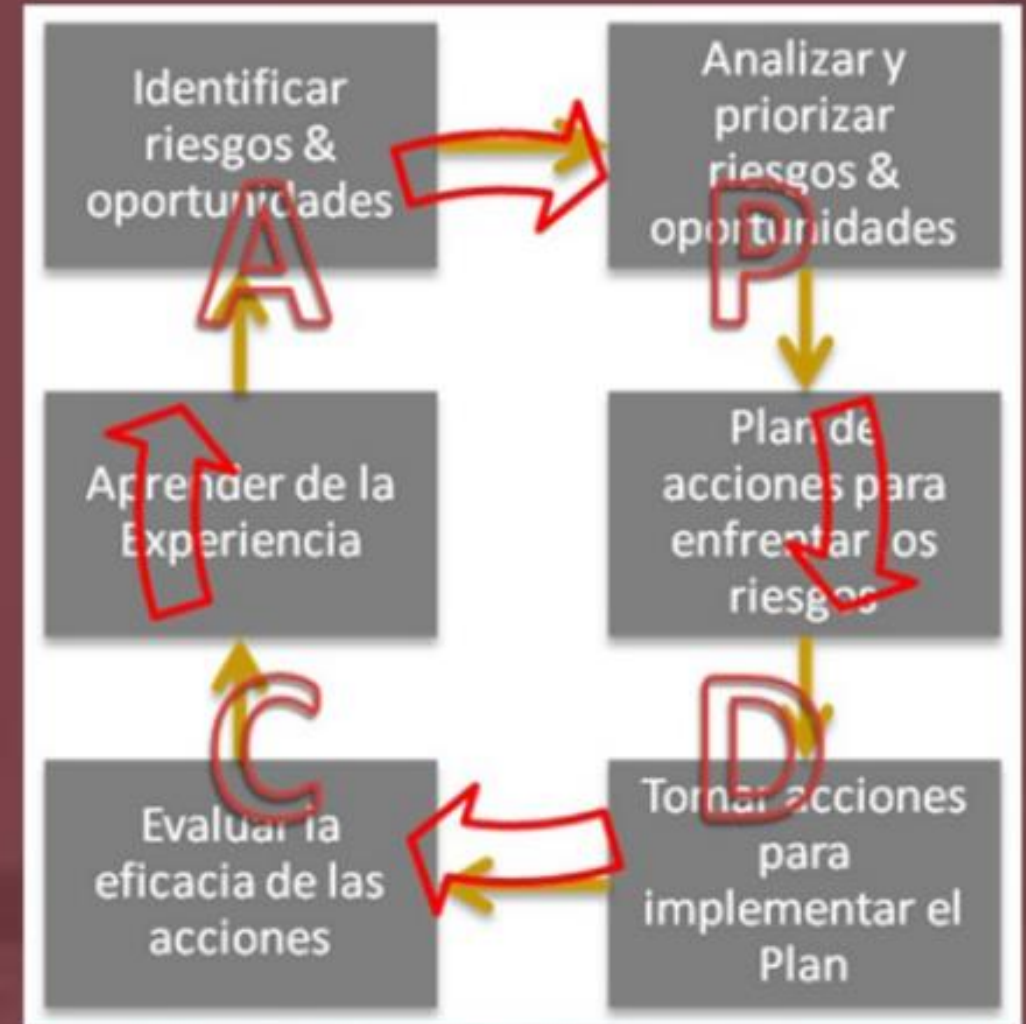 Identificar
riesgos &
oportunidades
A
Analizar y
priorizar
riesgos &
oportunidades
P
Plan de
acciones para
enfrentar los
riesgos
D
Tomar acciones
para
implementar el
Plan
C
Evaluar la
eficacia de las
acciones
Aprender de la
Experiencia